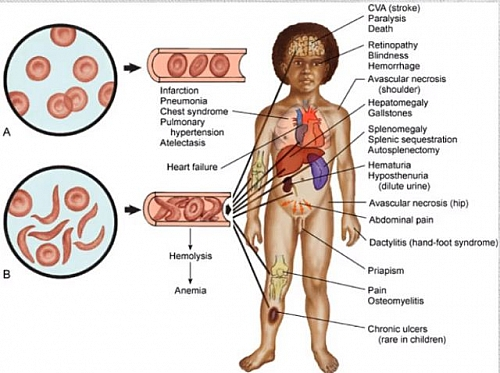 A
B
Infarction
Pneumonia
Chest syndrome
Pulmonary
hypertension
Atelectasis
Heart failure
Hemolysis
Anemia
CVA (stroke)
Paralysis
Death
Retinopathy
Blindness
Hemorrhage
Avascular necrosis
(shoulder)
Hepatomegaly
Gallstones
Splenomegaly
Splenic sequestration
Autosplenectomy
Hematuria
Hyposthenuria
(dilute urine)
Avascular necrosis (hip)
Abdominal pain
Dactylitis (hand-foot syndrome)
Priapism
Pain
Osteomyelitis
Chronic ulcers
(rare in children)